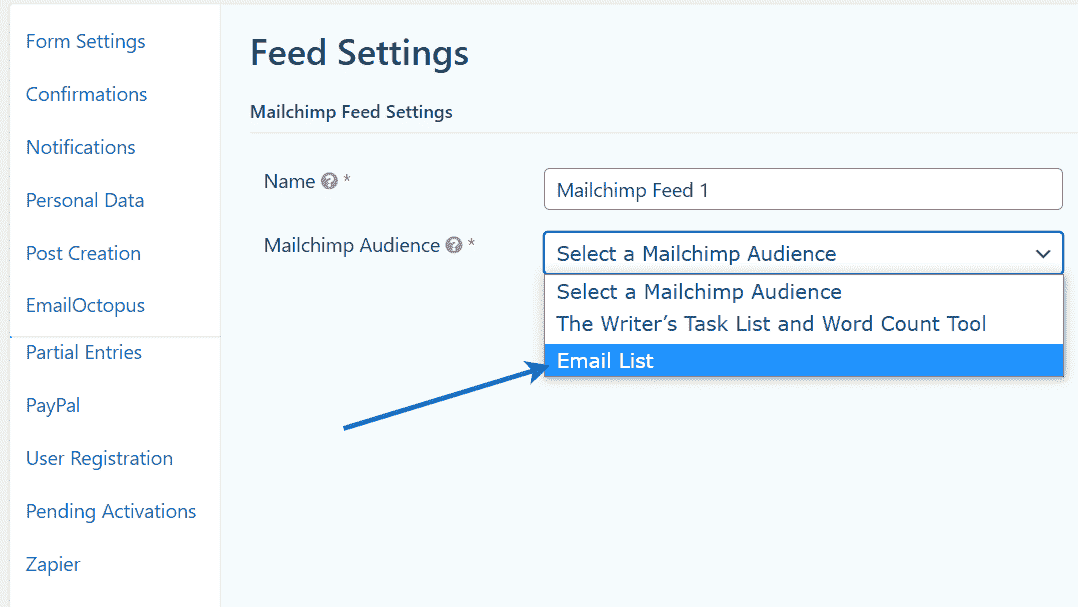 Form Settings
Confirmations
Notifications
Personal Data
Post Creation
EmailOctopus
Partial Entries
PayPal
User Registration
Pending Activations
Zapier
Feed Settings
Mailchimp Feed Settings
Name ? *
Mailchimp Feed 1
Mailchimp Audience ? *
Select a Mailchimp Audience
Select a Mailchimp Audience
The Writer’s Task List and Word Count Tool
Email List